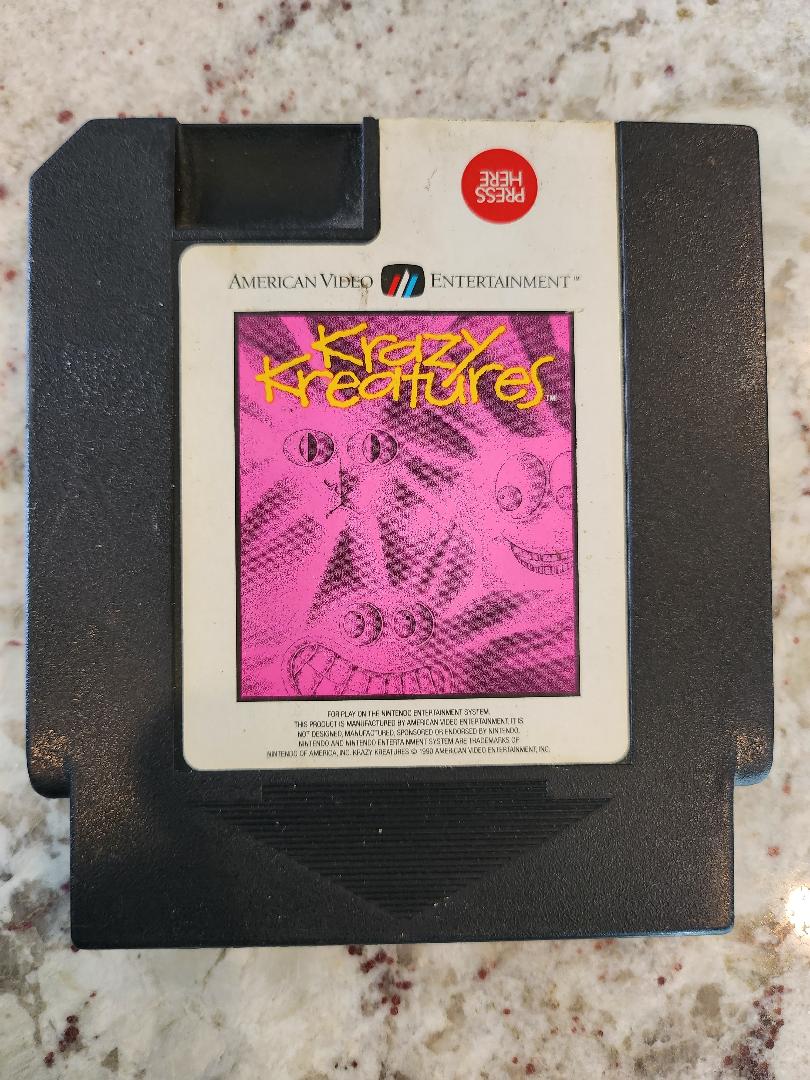 PRESS
HERE
AMERICAN VIDEO ENTERTAINMENT™
Krazy
Kreatures
TM
FOR PLAY ON THE NINTENDO ENTERTAINMENT SYSTEM.
THIS PRODUCT IS MANUFACTURED BY AMERICAN VIDEO ENTERTAINMENT. IT IS
NOT DESIGNED, MANUFACTURED, SPONSORED OR ENDORSED BY NINTENDO.
NINTENDO AND NINTENDO ENTERTAINMENT SYSTEM ARE TRADEMARKS OF
NINTENDO OF AMERICA, INC. KRAZY KREATURES © 1990 AMERICAN VIDEO ENTERTAINMENT, INC.